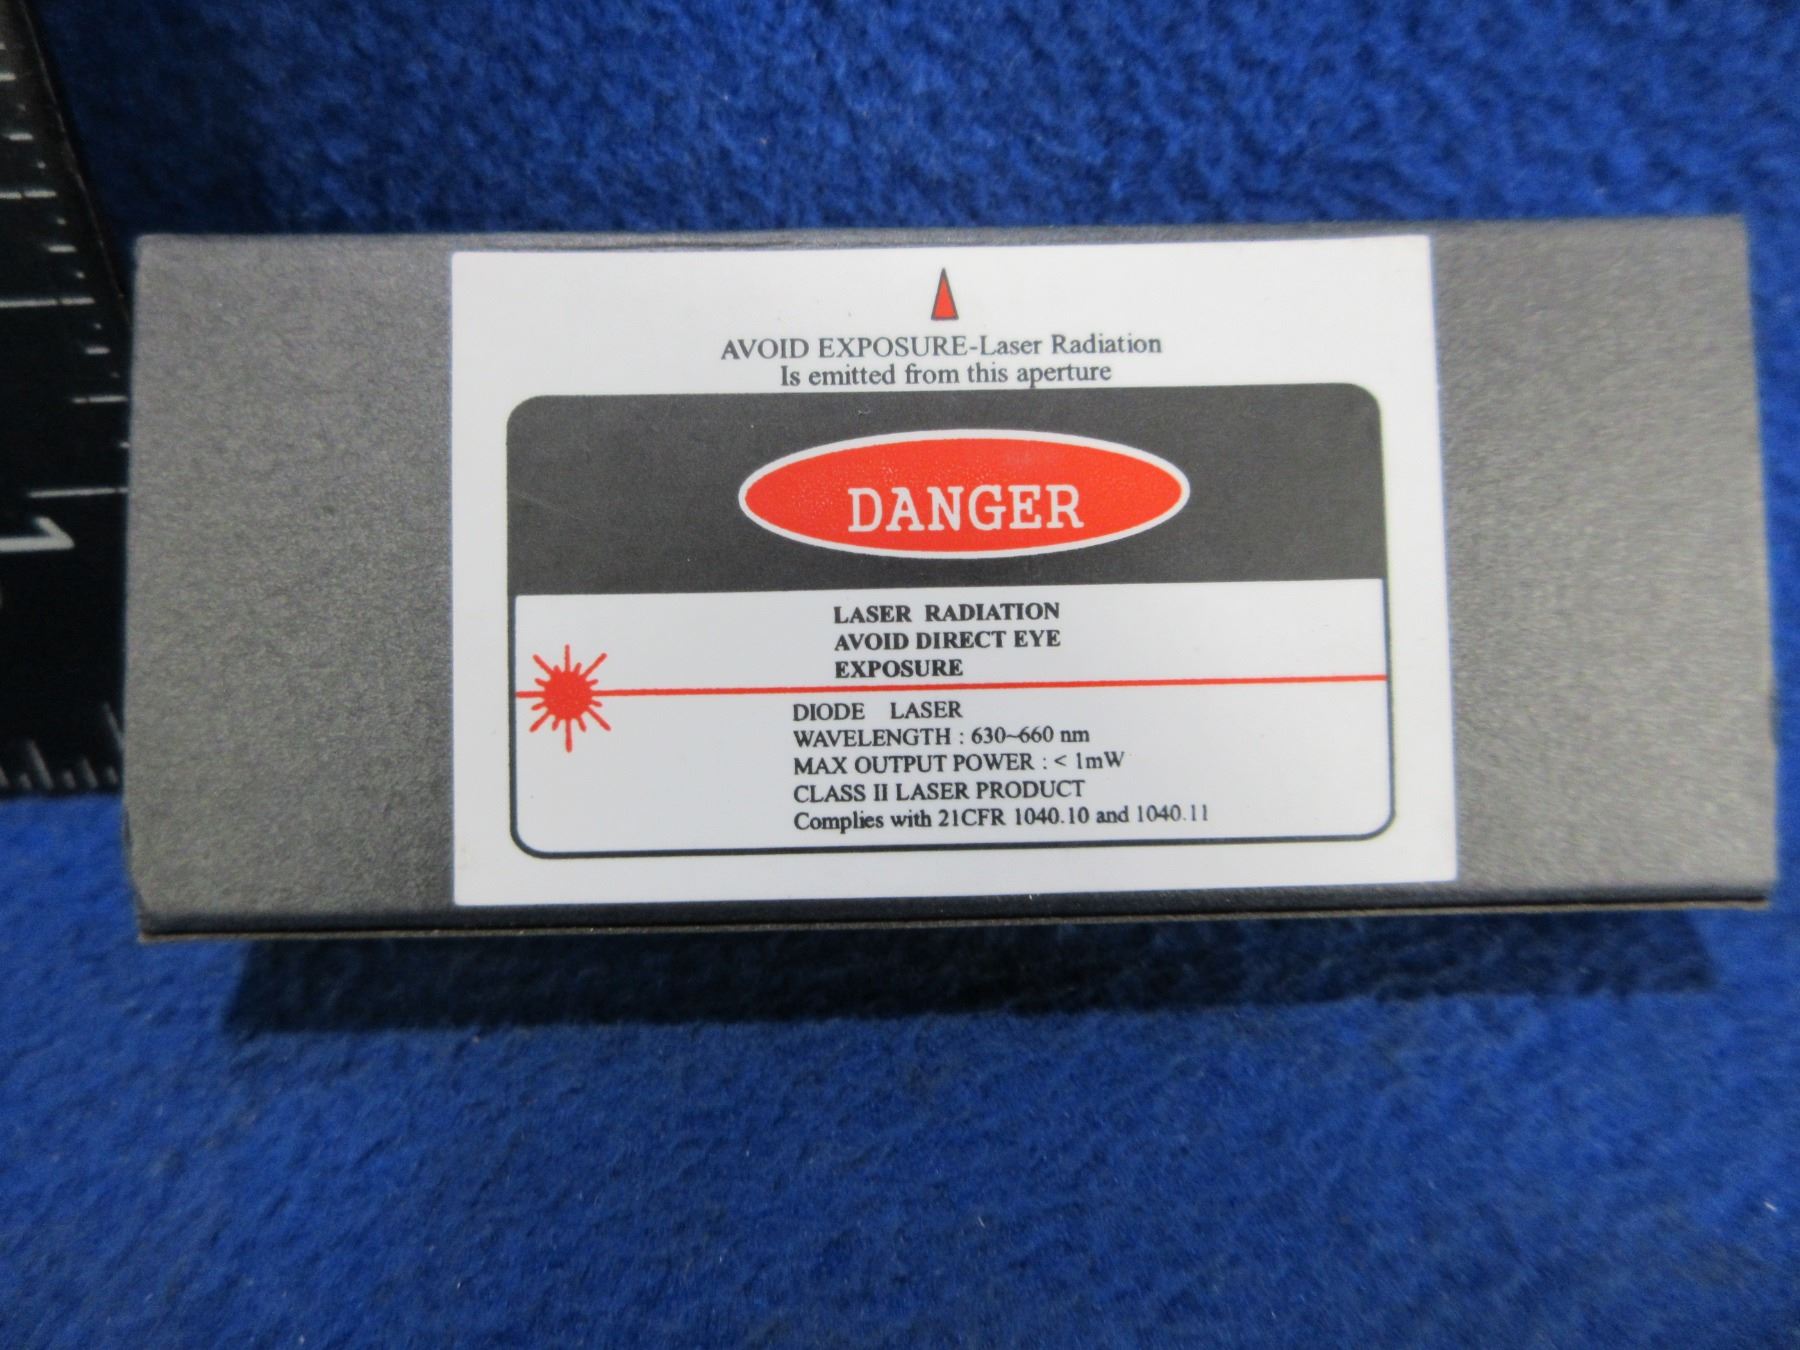 AVOID EXPOSURE-Laser Radiation
Is emitted from this aperture
DANGER
LASER RADIATION
AVOID DIRECT EYE
EXPOSURE
DIODE LASER
WAVELENGTH : 630~660 nm
MAX OUTPUT POWER : < 1mW
CLASS II LASER PRODUCT
Complies with 21CFR 1040.10 and 1040.11